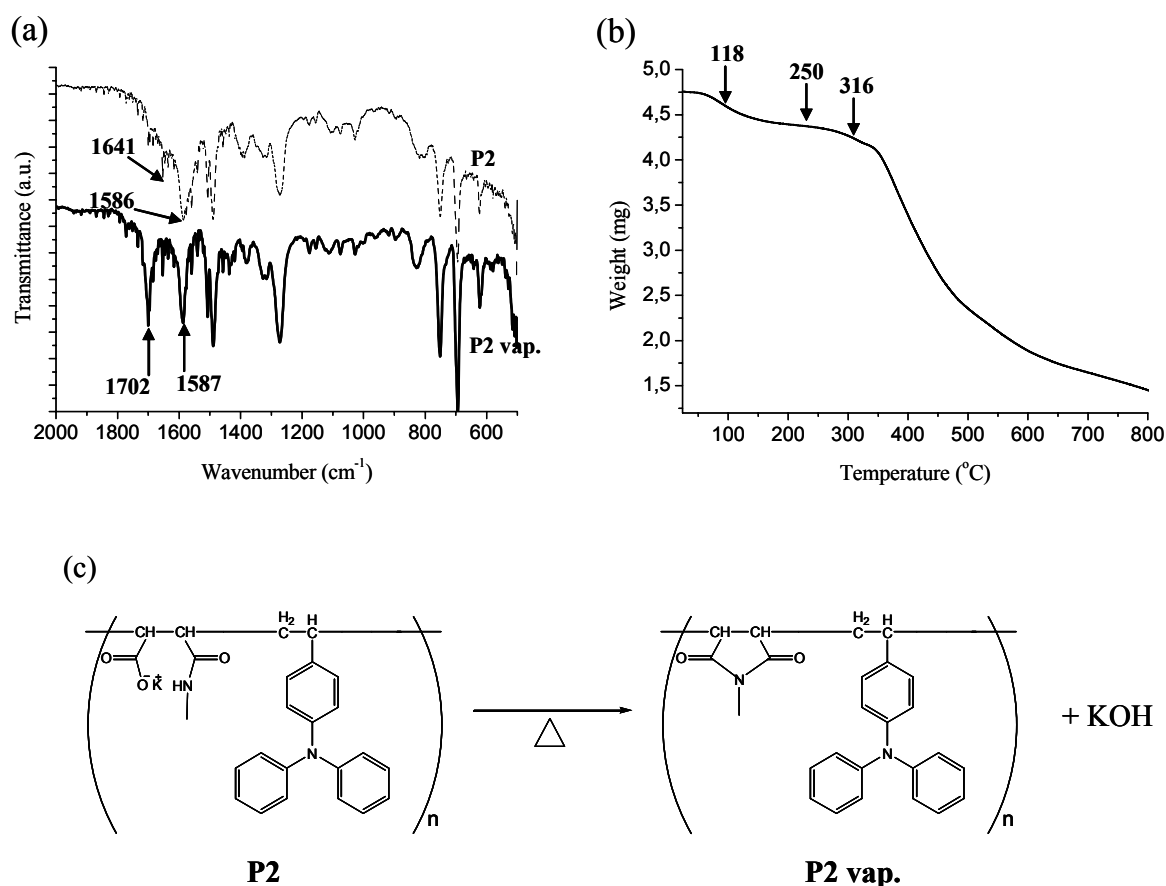 (a)
1641
1586
P2
P2 vap.
1702
1587
Transmittance (a.u.)
2000 1800 1600 1400 1200 1000 800 600
Wavenumber (cm-1)
(b)
118
250
316
5,0
4,5
4,0
3,5
3,0
2,5
2,0
1,5
Weight (mg)
100 200 300 400 500 600 700 800
Temperature (oC)
(c)
CH CH H2 C H C
O O
O- K+ HN
N
n
P2
△
CH CH H2 C H C
O O
N
N
n
P2 vap.
+ KOH